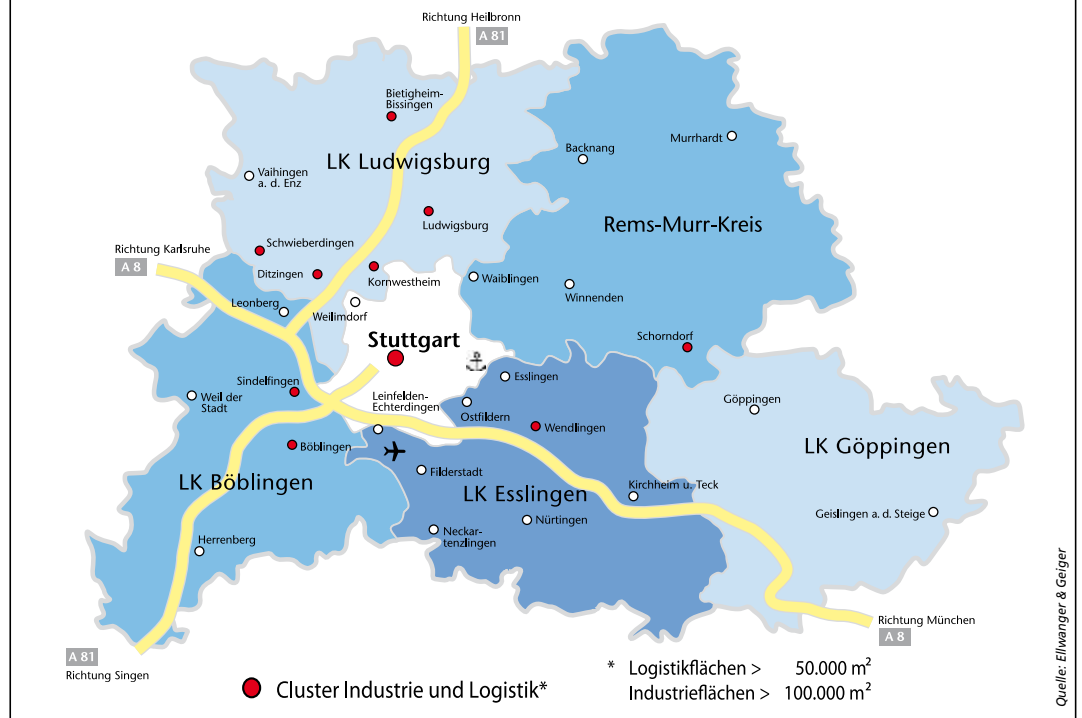 Richtung Heilbronn
A 81
Bietigheim-
Bissingen
Murrhardt
Backnang
LK Ludwigsburg
Vaihingen
a. d. Enz
Ludwigsburg
Rems-Murr-Kreis
Schwieberdingen
Richtung Karlsruhe
A 8
Ditzingen
Kornwestheim
Waiblingen
Winnenden
Leonberg
Weilimdorf
Stuttgart
Schorndorf
Sindelfingen
Esslingen
Weil der
Stadt
Leinfelden-
Echterdingen
Ostfildern
Göppingen
Wendlingen
Böblingen
LK Göppingen
Filderstadt
LK Böblingen
LK Esslingen
Kirchheim u. Teck
Geislingen a. d. Steige
Nürtingen
Neckar-
tenzlingen
Herrenberg
Richtung München
A 8
A 81
Richtung Singen
Cluster Industrie und Logistik*
* Logistikflächen > 50.000 m²
Industrieflächen > 100.000 m²
Quelle: Ellwanger & Geiger